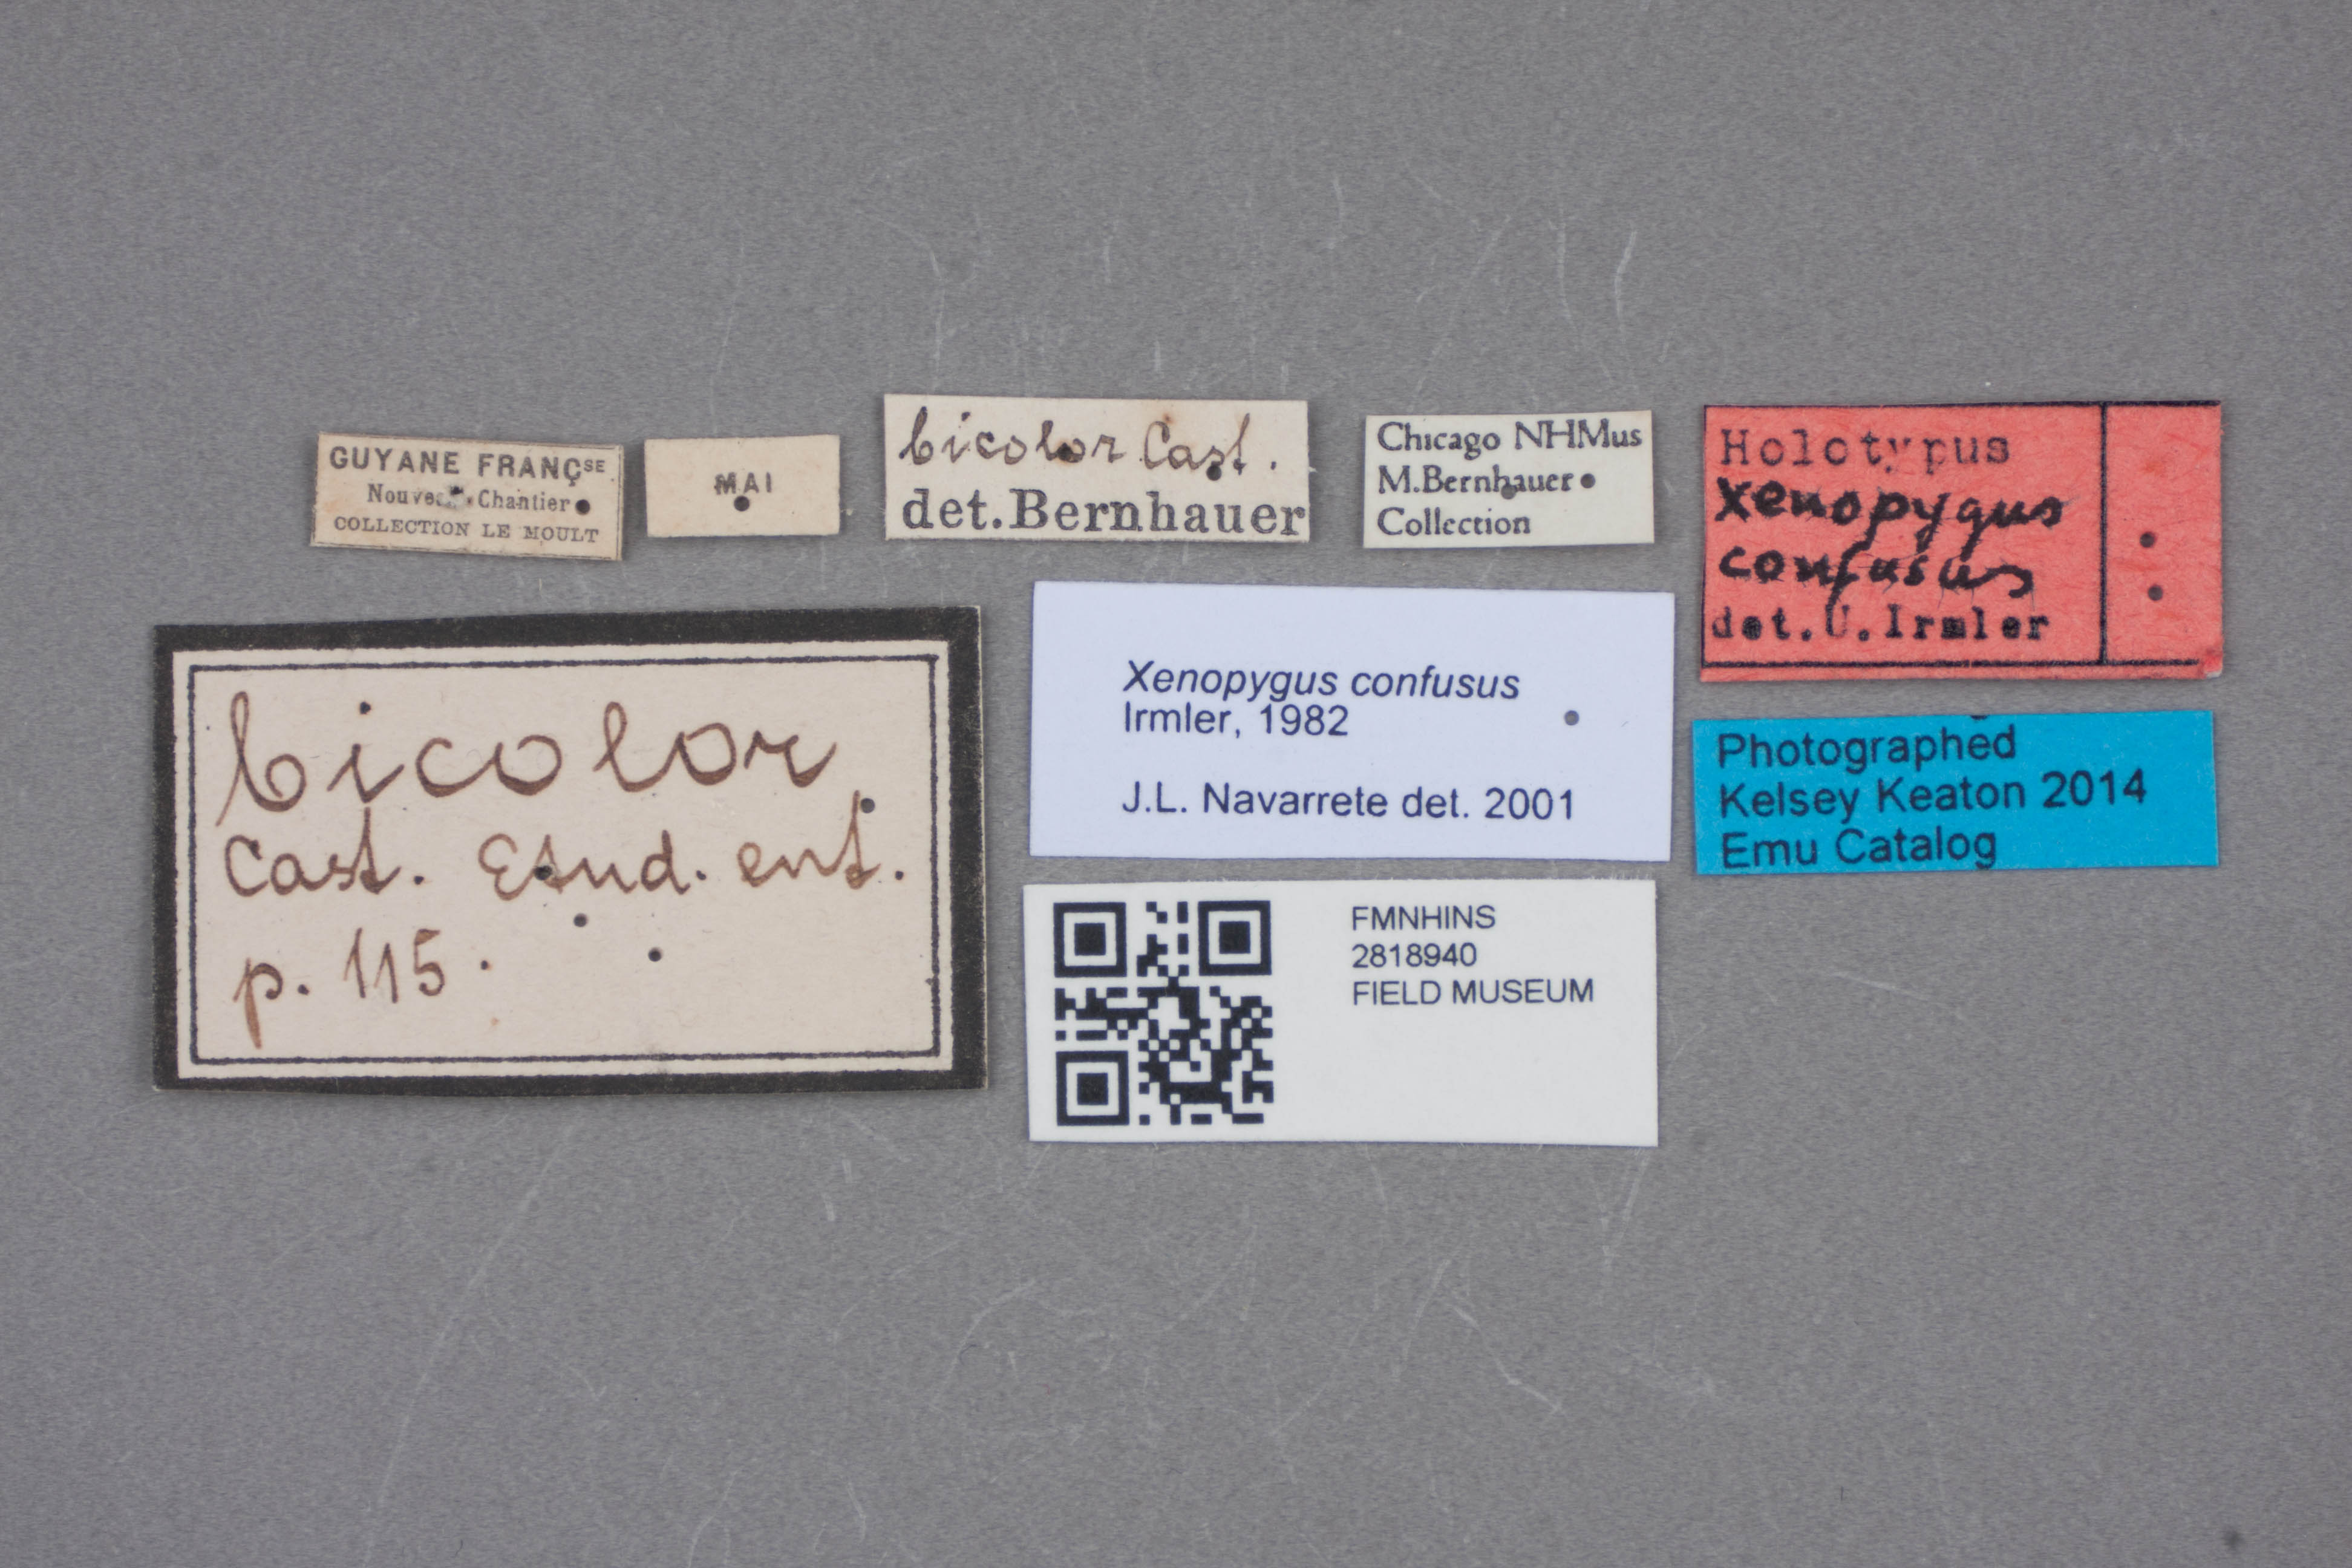 GUYANE FRANÇSE
Chantier
COLLECTION LE MOULT
MAI
bicolor Cast.
det. Bernhauer
Chicago NHMus
M.Bernhauer
Collection
Holotypus
Xenopygus
confusus
det. U. Irmler
bicolor
Cast. Etud. ent.
p. 115.
Xenopygus confusus
Irmler, 1982
J.L. Navarrete det. 2001
Photographed
Kelsey Keaton 2014
Emu Catalog
FMNHINS
2818940
FIELD MUSEUM